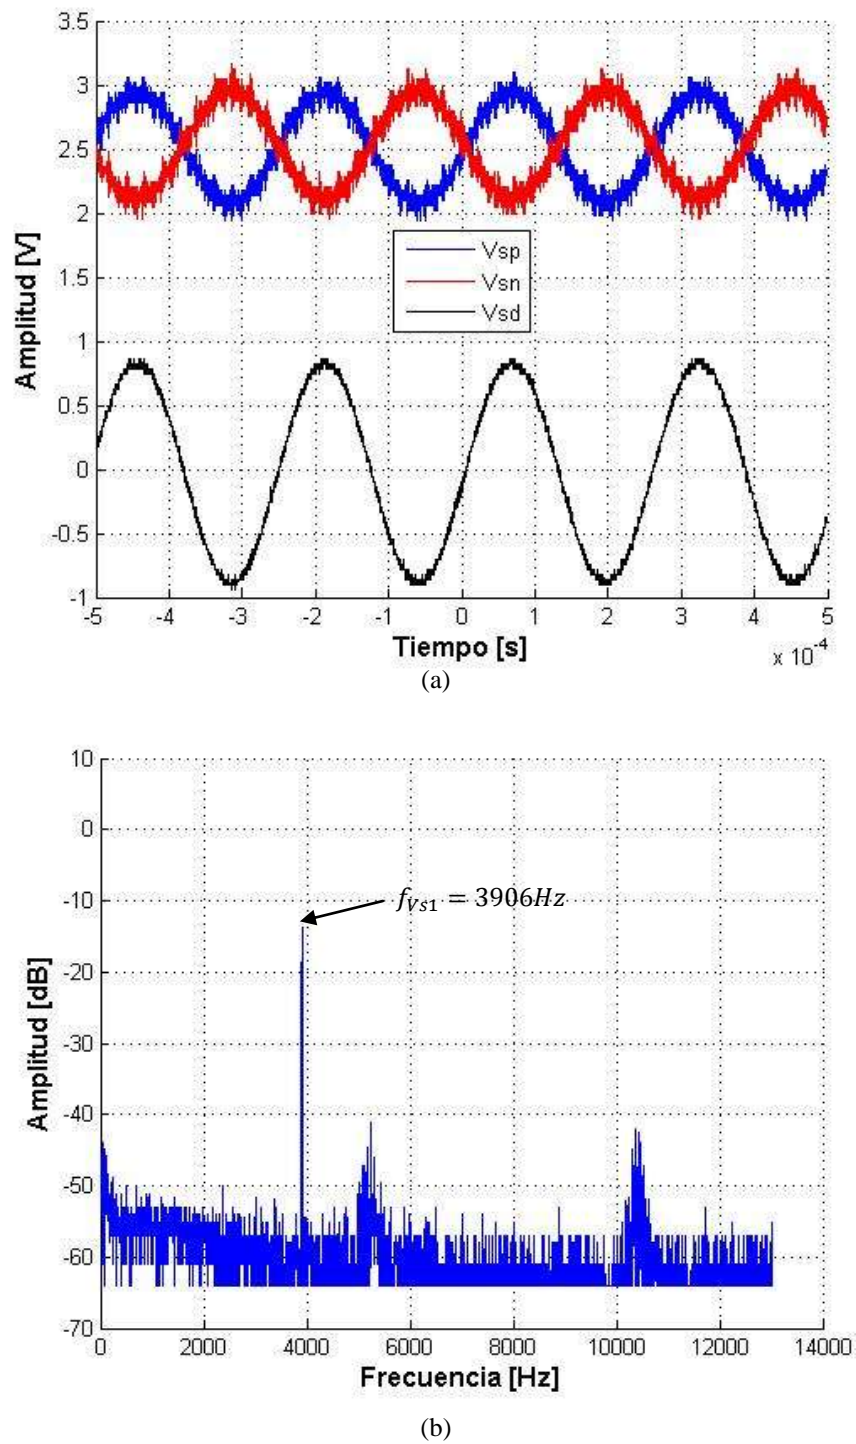 3.5
3
2.5
2
1.5
1
0.5
0
-0.5
-1
Amplitud [V]
Vsp
Vsn
Vsd
-5 -4 -3 -2 -1 0 1 2 3 4 5
Tiempo [s]
x 10⁻⁴
(a)
10
0
-10
-20
-30
-40
-50
-60
-70
Amplitud [dB]
f_{Vs1} = 3906Hz
0 2000 4000 6000 8000 10000 12000 14000
Frecuencia [Hz]
(b)